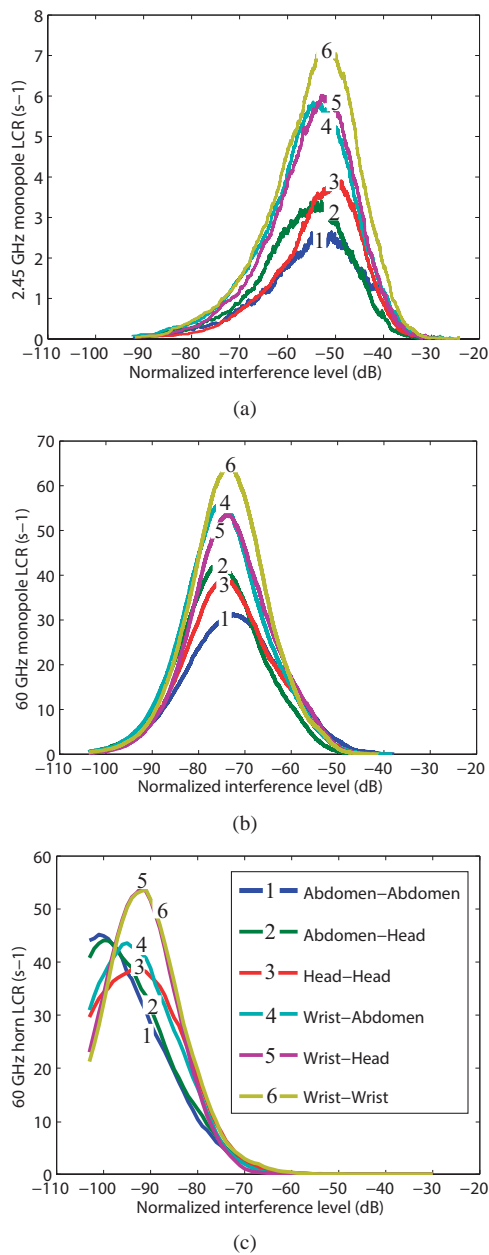 8
7
6
5
4
3
2
1
0
2.45 GHz monopole LCR (s−1)
6
5
4
3
2
1
−110 −100 −90 −80 −70 −60 −50 −40 −30 −20
Normalized interference level (dB)
(a)
70
60
50
40
30
20
10
0
60 GHz monopole LCR (s−1)
6
4
5
2
3
1
−110 −100 −90 −80 −70 −60 −50 −40 −30 −20
Normalized interference level (dB)
(b)
60
50
40
30
20
10
0
60 GHz horn LCR (s−1)
5
6
4
3
2
1
1 Abdomen−Abdomen
2 Abdomen−Head
3 Head−Head
4 Wrist−Abdomen
5 Wrist−Head
6 Wrist−Wrist
−110 −100 −90 −80 −70 −60 −50 −40 −30 −20
Normalized interference level (dB)
(c)